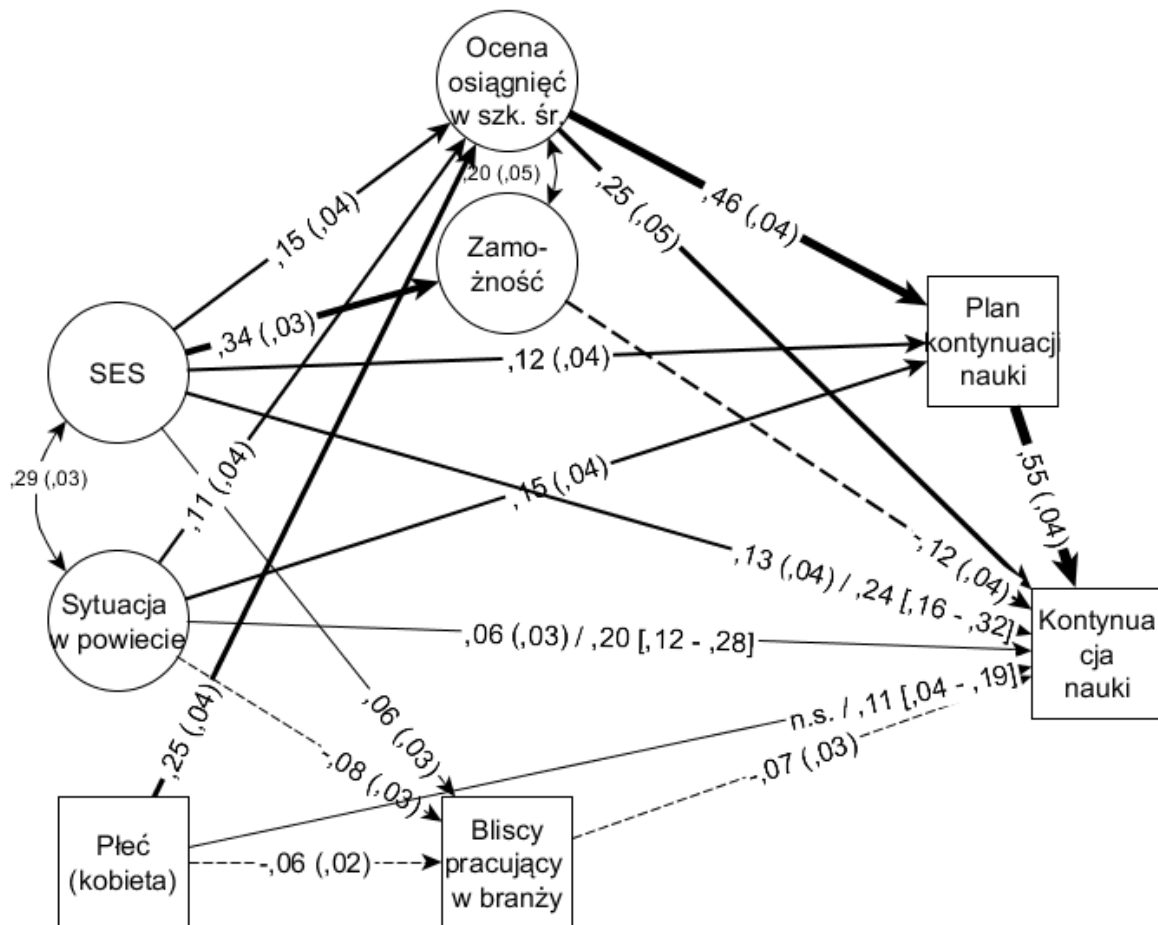 Ocena
osiągnięć
w szk. śr.
,20 (,05)
Zamo-
żność
,15 (,04)
,34 (,03)
,25 (,05)
,46 (,04)
Plan
kontynuacji
nauki
SES
,12 (,04)
,29 (,03)
,11 (,04)
,15 (,04)
,55 (,04)
-,12 (,04)
,13 (,04) / ,24 [,16 - ,32]
Sytuacja
w powiecie
,06 (,03) / ,20 [,12 - ,28]
Kontynua
cja
nauki
,25 (,04)
,06 (,03)
-,08 (,03)
n.s. / ,11 [,04 - ,19]
-,07 (,03)
Płeć
(kobieta)
-,06 (,02)
Bliscy
pracujący
w branży